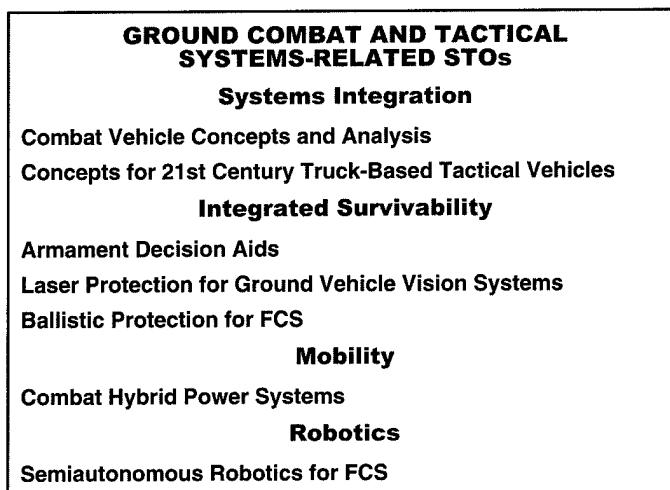 GROUND COMBAT AND TACTICAL
SYSTEMS-RELATED STOs
Systems Integration
Combat Vehicle Concepts and Analysis
Concepts for 21st Century Truck-Based Tactical Vehicles
Integrated Survivability
Armament Decision Aids
Laser Protection for Ground Vehicle Vision Systems
Ballistic Protection for FCS
Mobility
Combat Hybrid Power Systems
Robotics
Semiautonomous Robotics for FCS